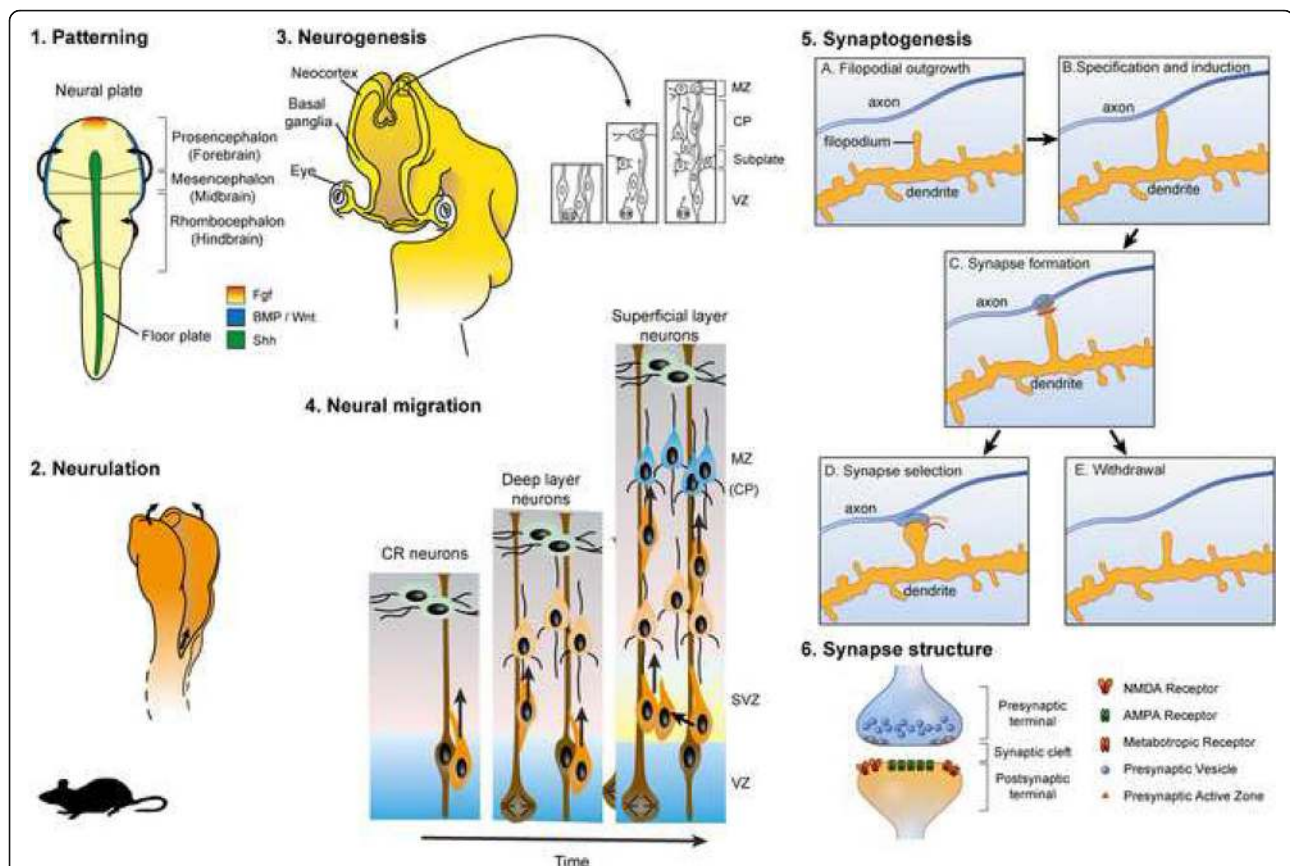 1. Patterning
Neural plate
Prosencephalon
(Forebrain)
Mesencephalon
(Midbrain)
Rhombocephalon
(Hindbrain)
Floor plate
Fgf
BMP / Wnt
Shh
2. Neurulation
3. Neurogenesis
Neocortex
Basal
ganglia
Eye
MZ
CP
Subplate
VZ
4. Neural migration
CR neurons
Deep layer
neurons
Superficial layer
neurons
MZ
(CP)
SVZ
VZ
Time
5. Synaptogenesis
A. Filopodial outgrowth
axon
filopodium
dendrite
B.Specification and induction
axon
dendrite
C. Synapse formation
axon
dendrite
D. Synapse selection
axon
dendrite
E. Withdrawal
6. Synapse structure
Presynaptic
terminal
Synaptic cleft
Postsynaptic
terminal
NMDA Receptor
AMPA Receptor
Metabotropic Receptor
Presynaptic Vesicle
Presynaptic Active Zone